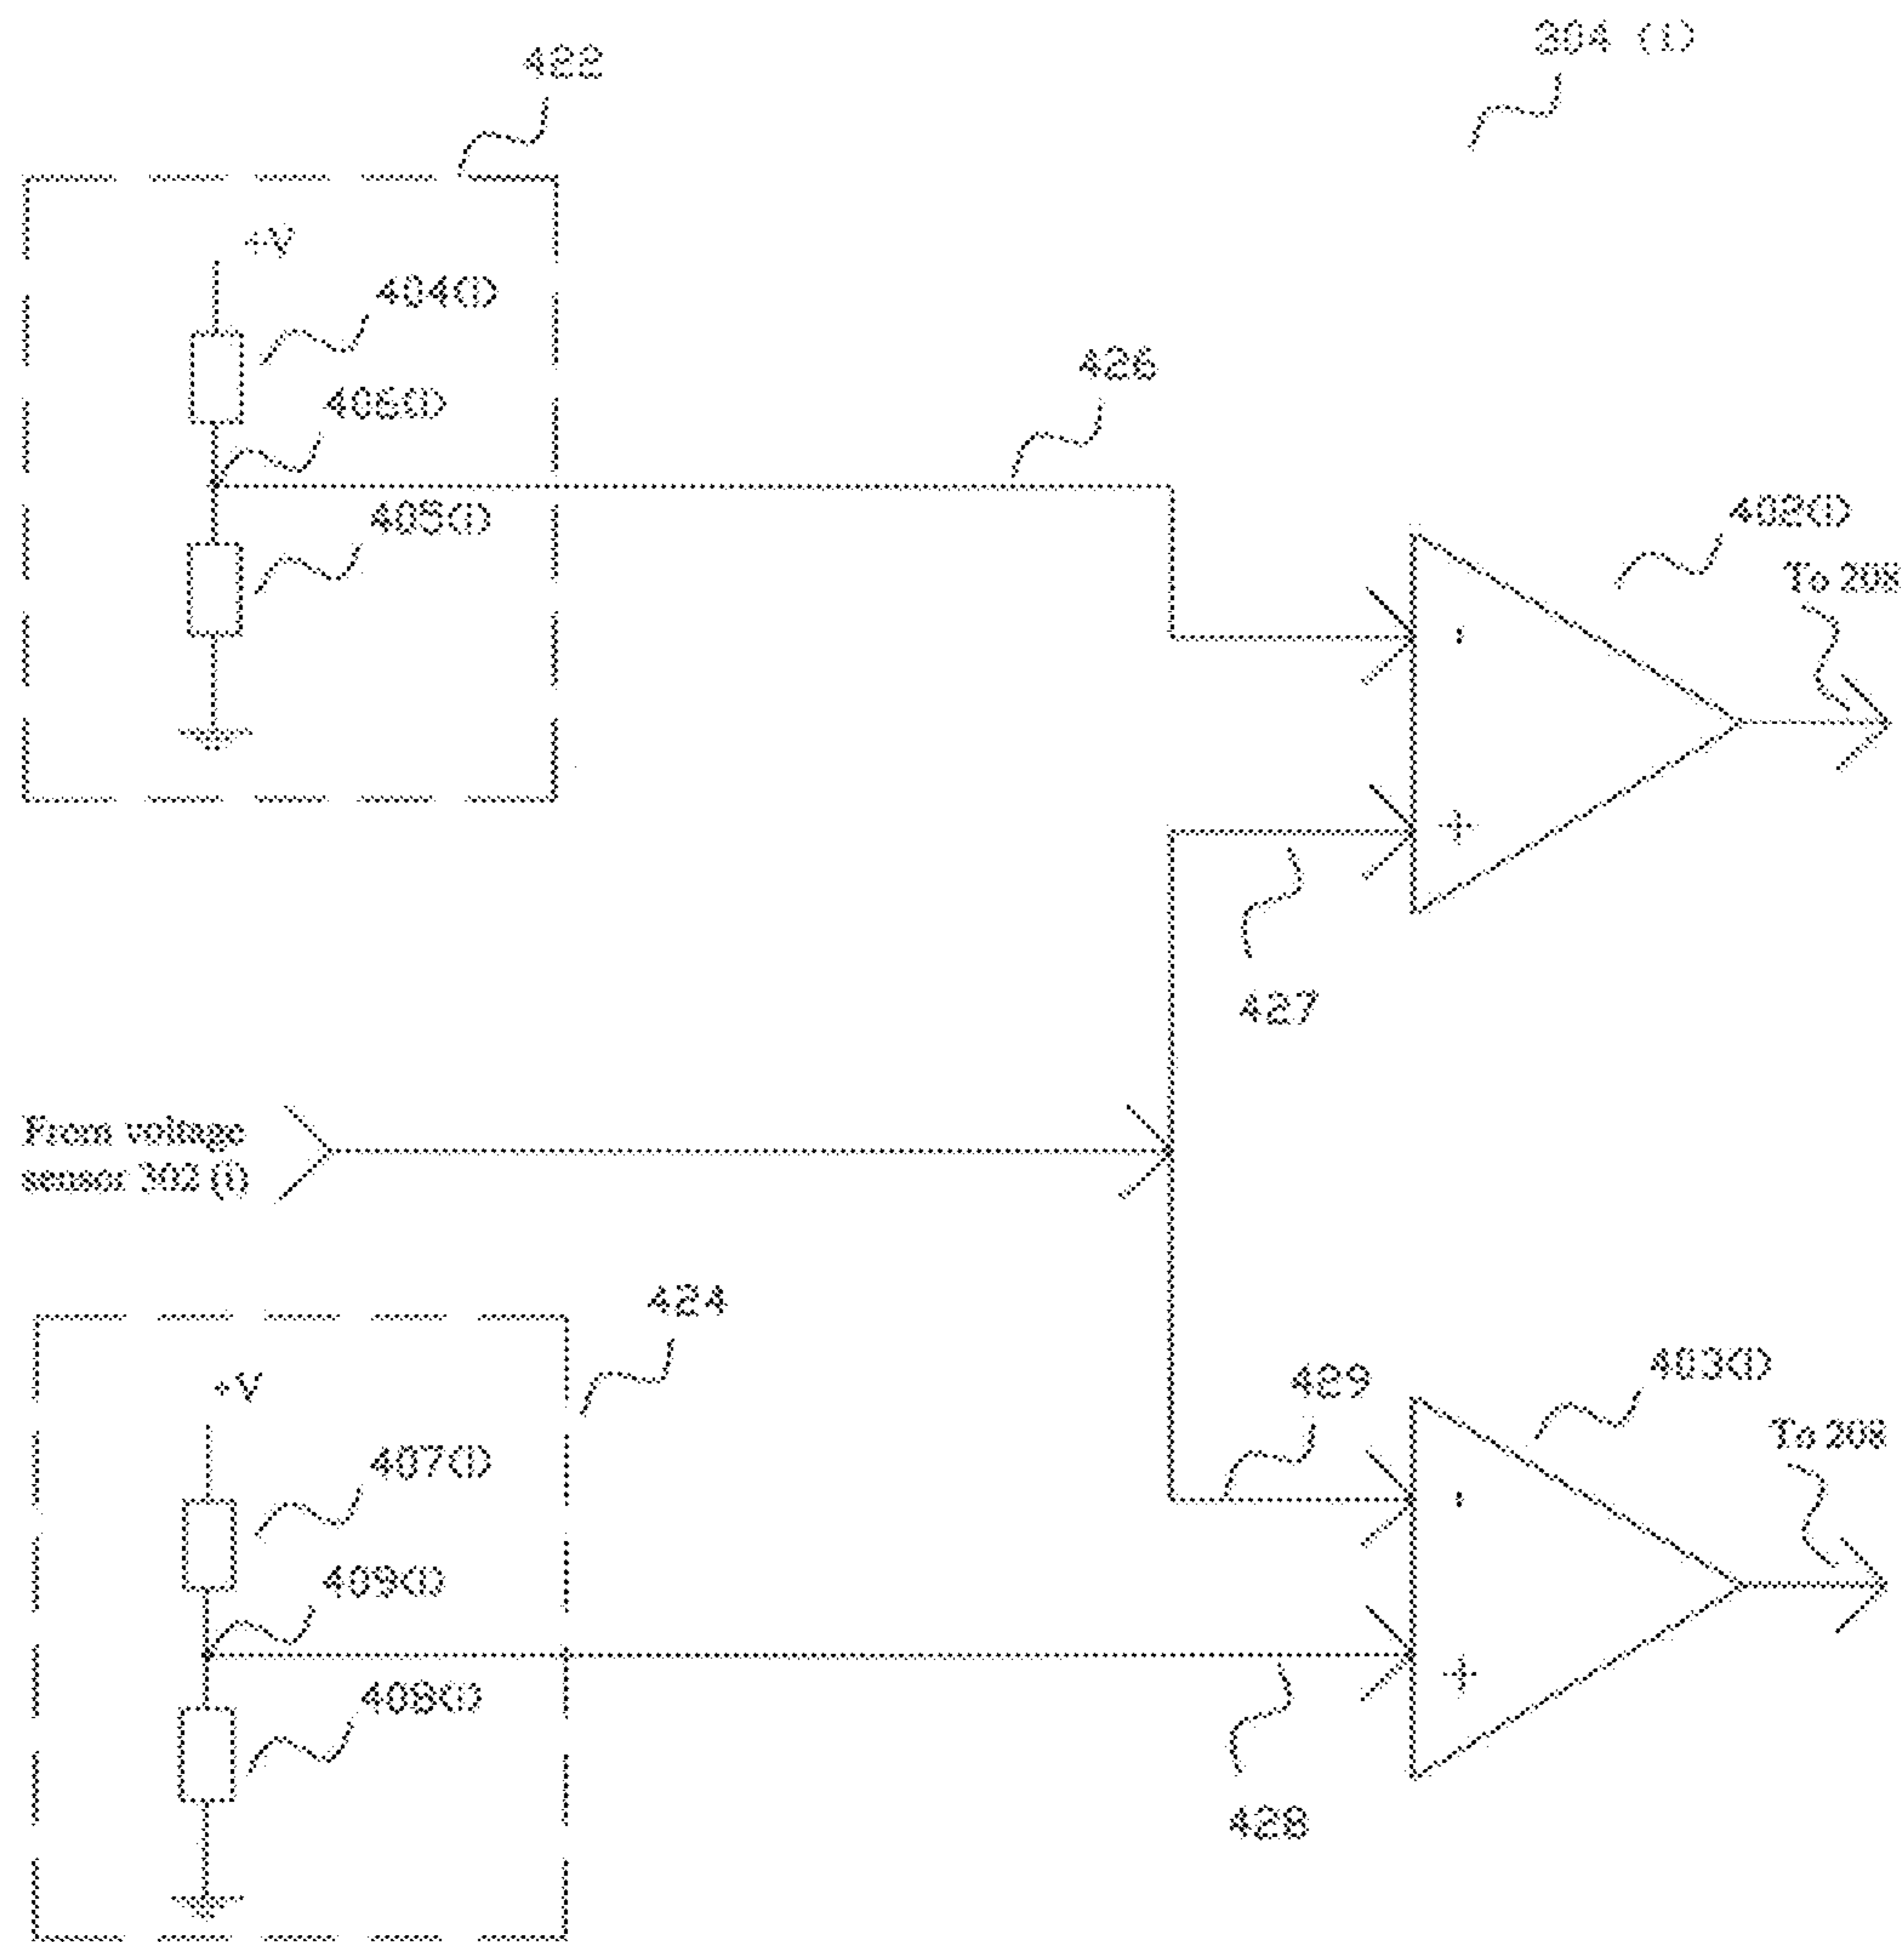 422
304 (i)
+V
404(i)
426
406(i)
405(i)
402(i)
To 208
-
+
427
From voltage
sensor 302 (i)
424
429
403(i)
+V
To 208
407(i)
-
409(i)
+
408(i)
428